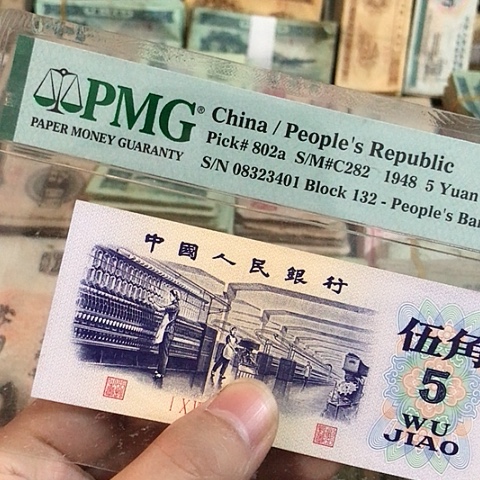 PMG®
PAPER MONEY GUARANTY
China / People's Republic
Pick# 802a S/M#C282 1948 5 Yuan
S/N 08323401 Block 132 - People's Ban
中國人民銀行
伍角
5
WU
JIAO